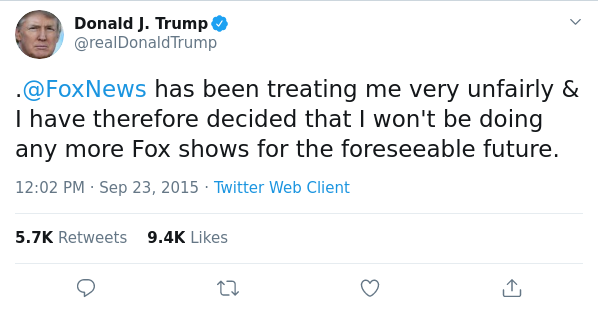 Donald J. Trump
@realDonaldTrump
.@FoxNews has been treating me very unfairly &
I have therefore decided that I won't be doing
any more Fox shows for the foreseeable future.
12:02 PM · Sep 23, 2015 · Twitter Web Client
5.7K Retweets 9.4K Likes